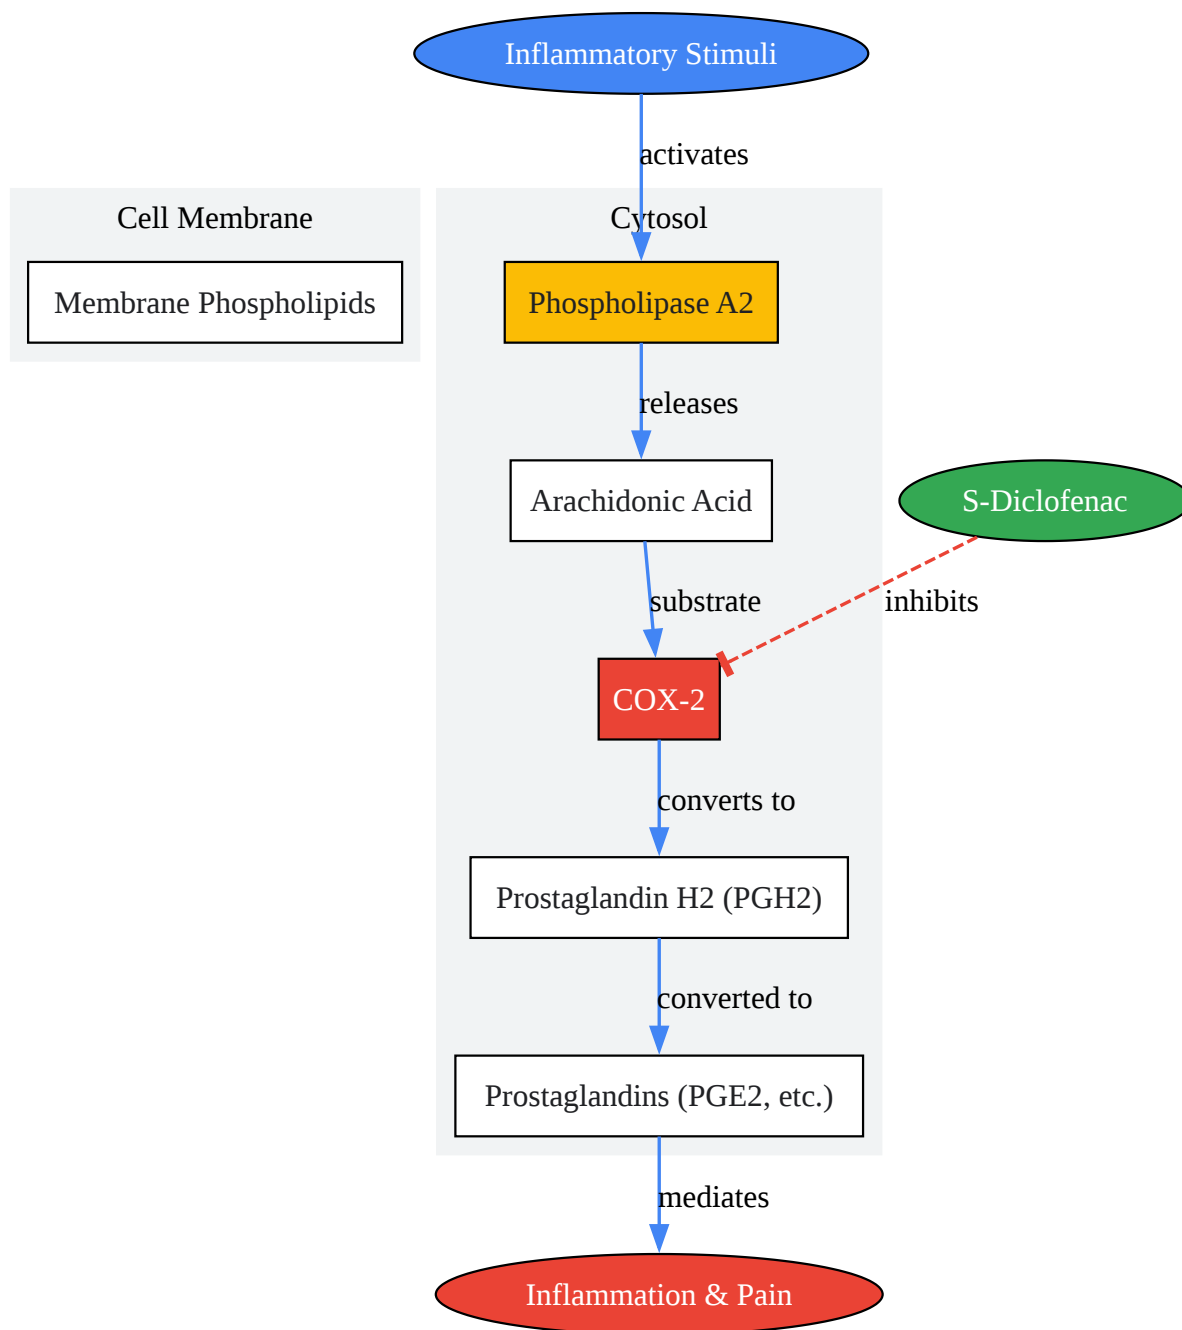 Inflammatory Stimuli
activates
Cell Membrane
Cytosol
Membrane Phospholipids
Phospholipase A2
releases
Arachidonic Acid
S-Diclofenac
substrate
inhibits
COX-2
converts to
Prostaglandin H2 (PGH2)
converted to
Prostaglandins (PGE2, etc.)
mediates
Inflammation & Pain